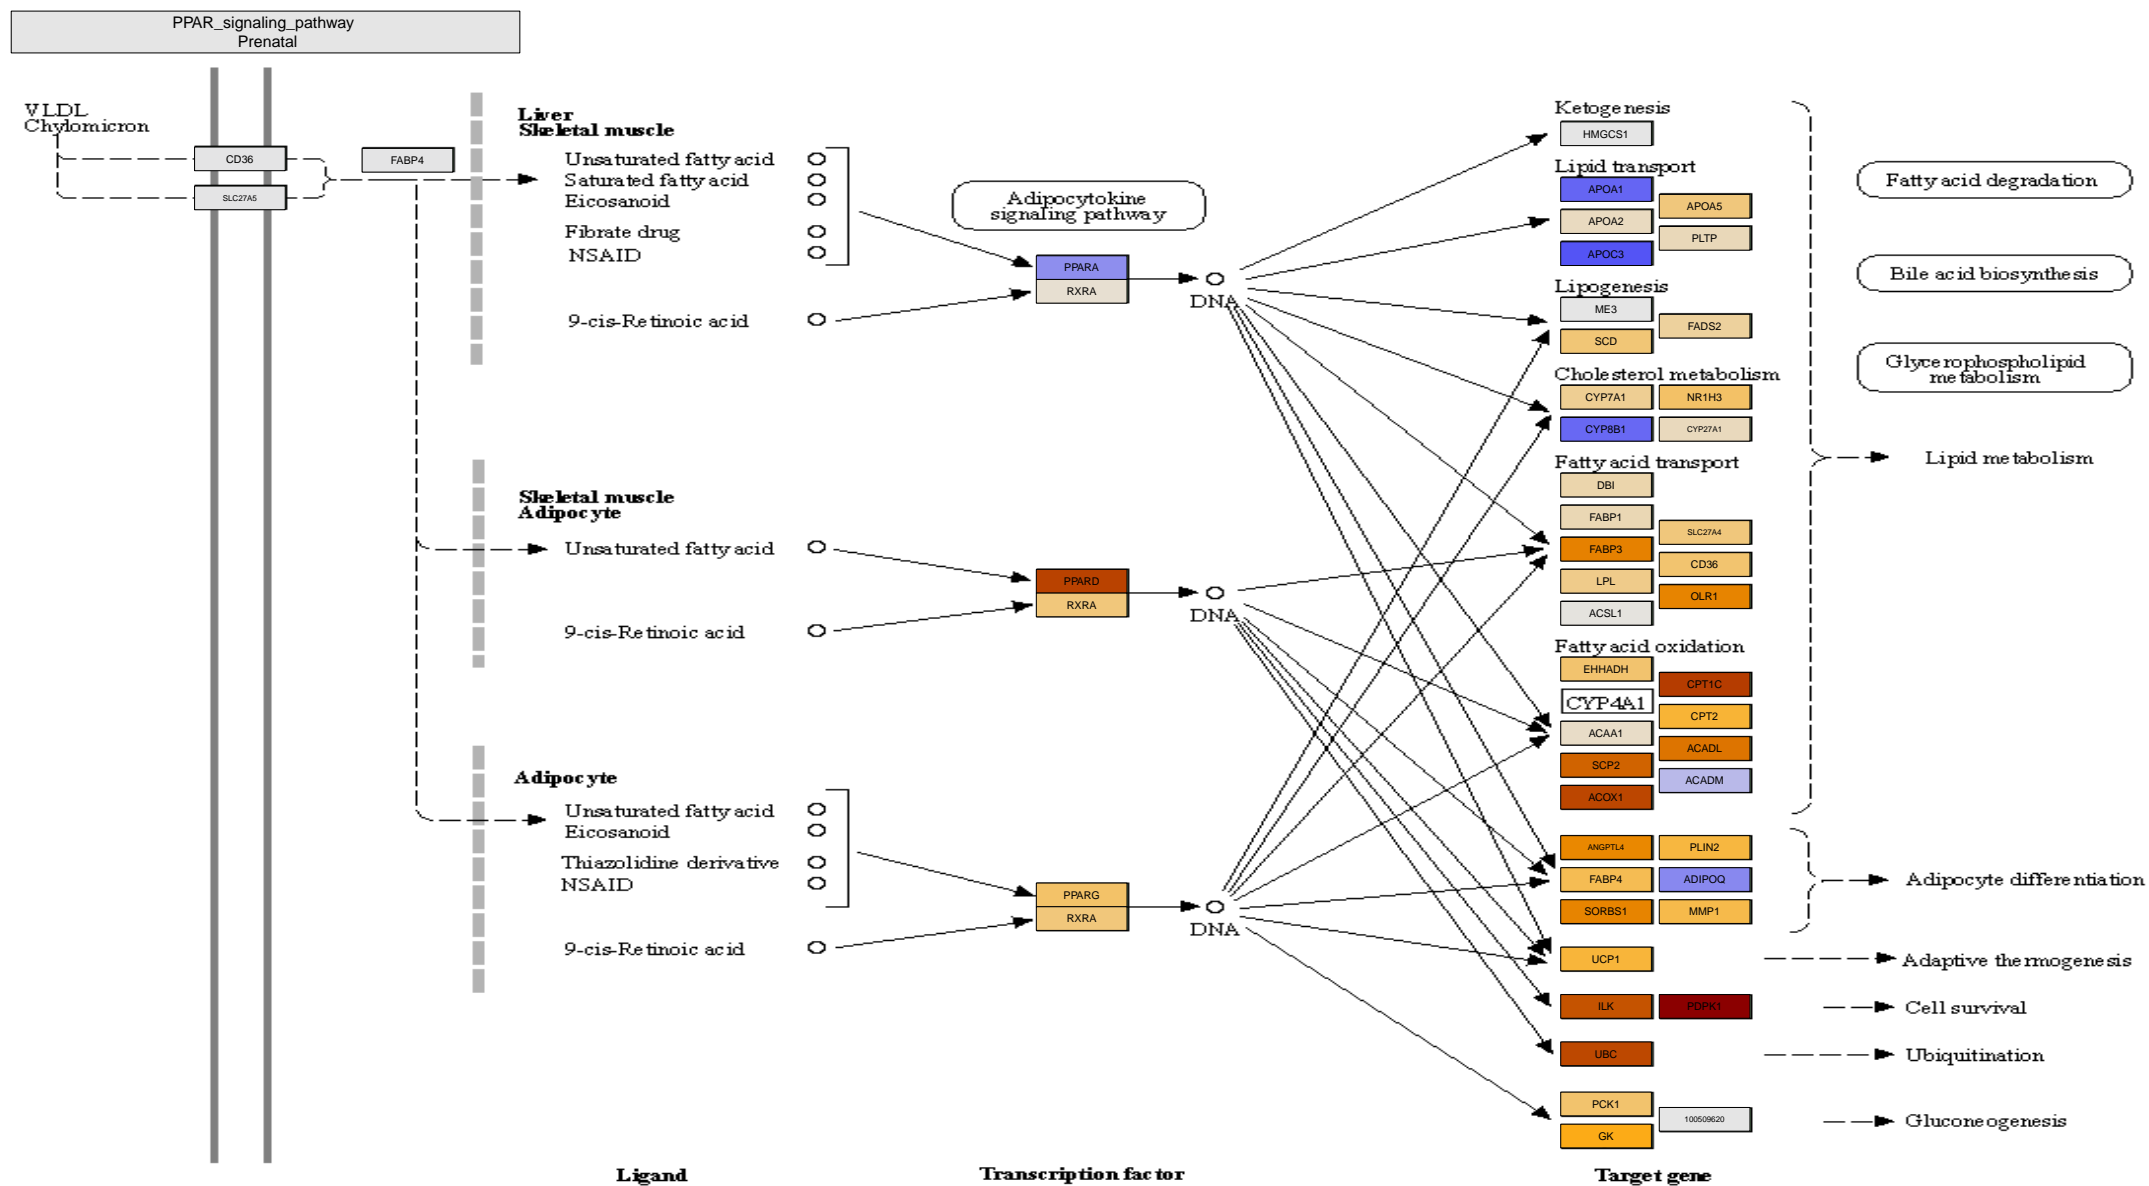 PPAR_signaling_pathway
Prenatal
VLDL
Chylomicron
CD36
SLC27A5
FABP4
Liver
Skeletal muscle
Unsaturated fatty acid
Saturated fatty acid
Eicosanoid
Fibrate drug
NSAID
9-cis-Retinoic acid
Skeletal muscle
Adipocyte
Unsaturated fatty acid
9-cis-Retinoic acid
Adipocyte
Unsaturated fatty acid
Eicosanoid
Thiazolidine derivative
NSAID
9-cis-Retinoic acid
Ligand
Adipocytokine
signaling pathway
PPARA
RXRA
DNA
PPARD
RXRA
DNA
PPARG
RXRA
DNA
Transcription factor
Ketogenesis
HMGCS1
Lipid transport
APOA1
APOA5
APOA2
PLTP
APOC3
Lipogenesis
ME3
FADS2
SCD
Cholesterol metabolism
CYP7A1
NR1H3
CYP8B1
CYP27A1
Fatty acid transport
DBI
FABP1
SLC27A4
FABP3
CD36
LPL
OLR1
ACSL1
Fatty acid oxidation
EHHADH
CPT1C
CYP4A1
CPT2
ACAA1
ACADL
SCP2
ACADM
ACOX1
ANGPTL4
PLIN2
FABP4
ADIPOQ
SORBS1
MMP1
UCP1
ILK
PDPK1
UBC
PCK1
100509620
GK
Target gene
Fatty acid degradation
Bile acid biosynthesis
Glycerophospholipid
metabolism
Lipid metabolism
Adipocyte differentiation
Adaptive thermogenesis
Cell survival
Ubiquitination
Gluconeogenesis